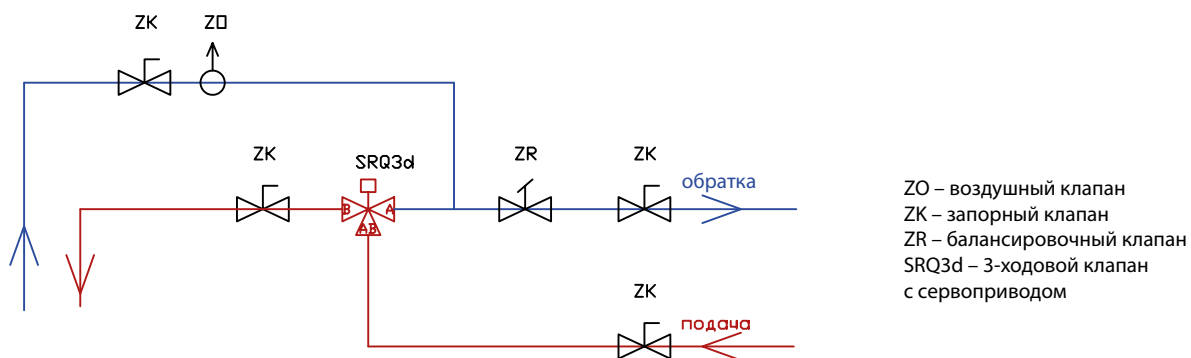 ZK
ZO
ZK
SRQ3d
ZR
ZK
обратка
B
A
AB
ZK
подача
ZO – воздушный клапан
ZK – запорный клапан
ZR – балансировочный клапан
SRQ3d – 3-ходовой клапан
с сервоприводом